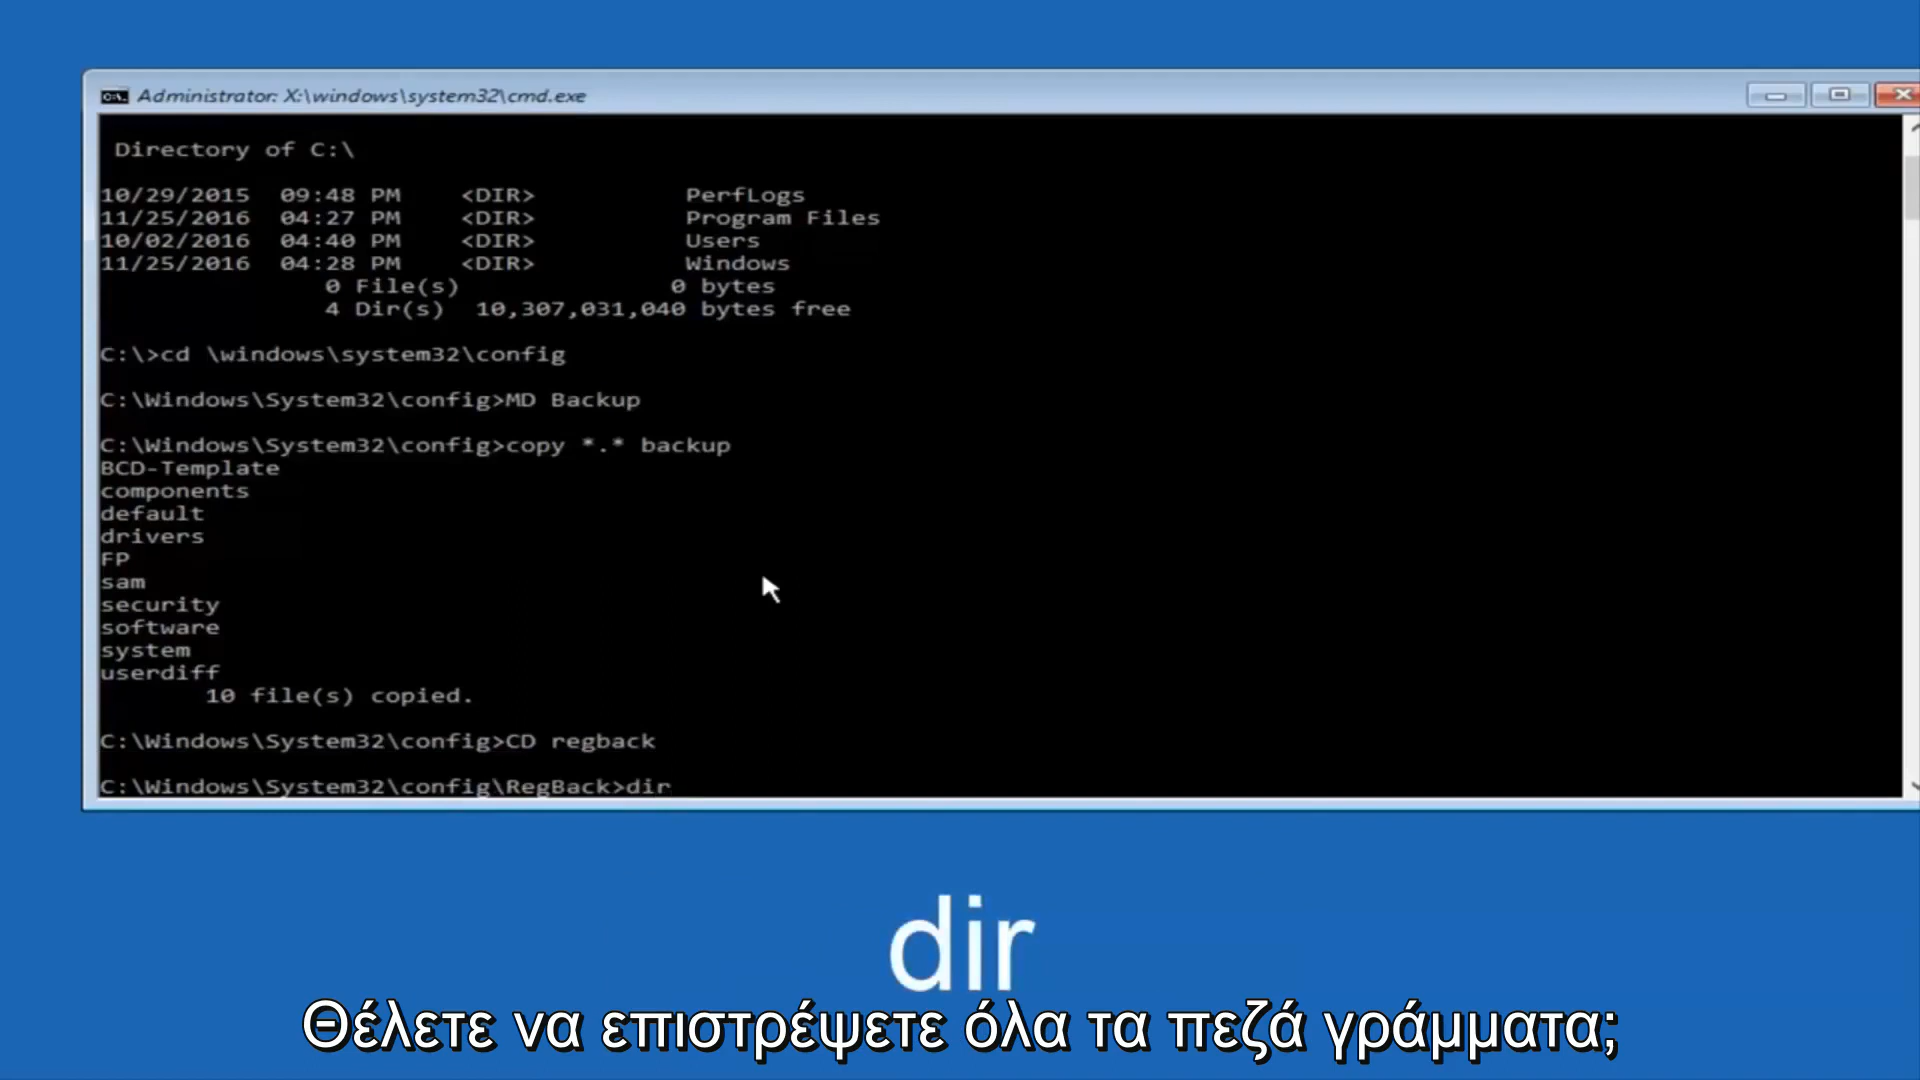 Administrator: X:\windows\system32\cmd.exe
Directory of C:\
10/29/2015 09:48 PM <DIR> PerfLogs
11/25/2016 04:27 PM <DIR> Program Files
10/02/2016 04:40 PM <DIR> Users
11/25/2016 04:28 PM <DIR> Windows
0 File(s) 0 bytes
4 Dir(s) 10,307,031,040 bytes free
C:\>cd \windows\system32\config
C:\Windows\System32\config>MD Backup
C:\Windows\System32\config>copy *.* backup
BCD-Template
components
default
drivers
FP
sam
security
software
system
userdiff
10 file(s) copied.
C:\Windows\System32\config>CD regback
C:\Windows\System32\config\RegBack>dir
dir
Θέλετε να επιστρέψετε όλα τα πεζά γράμματα;